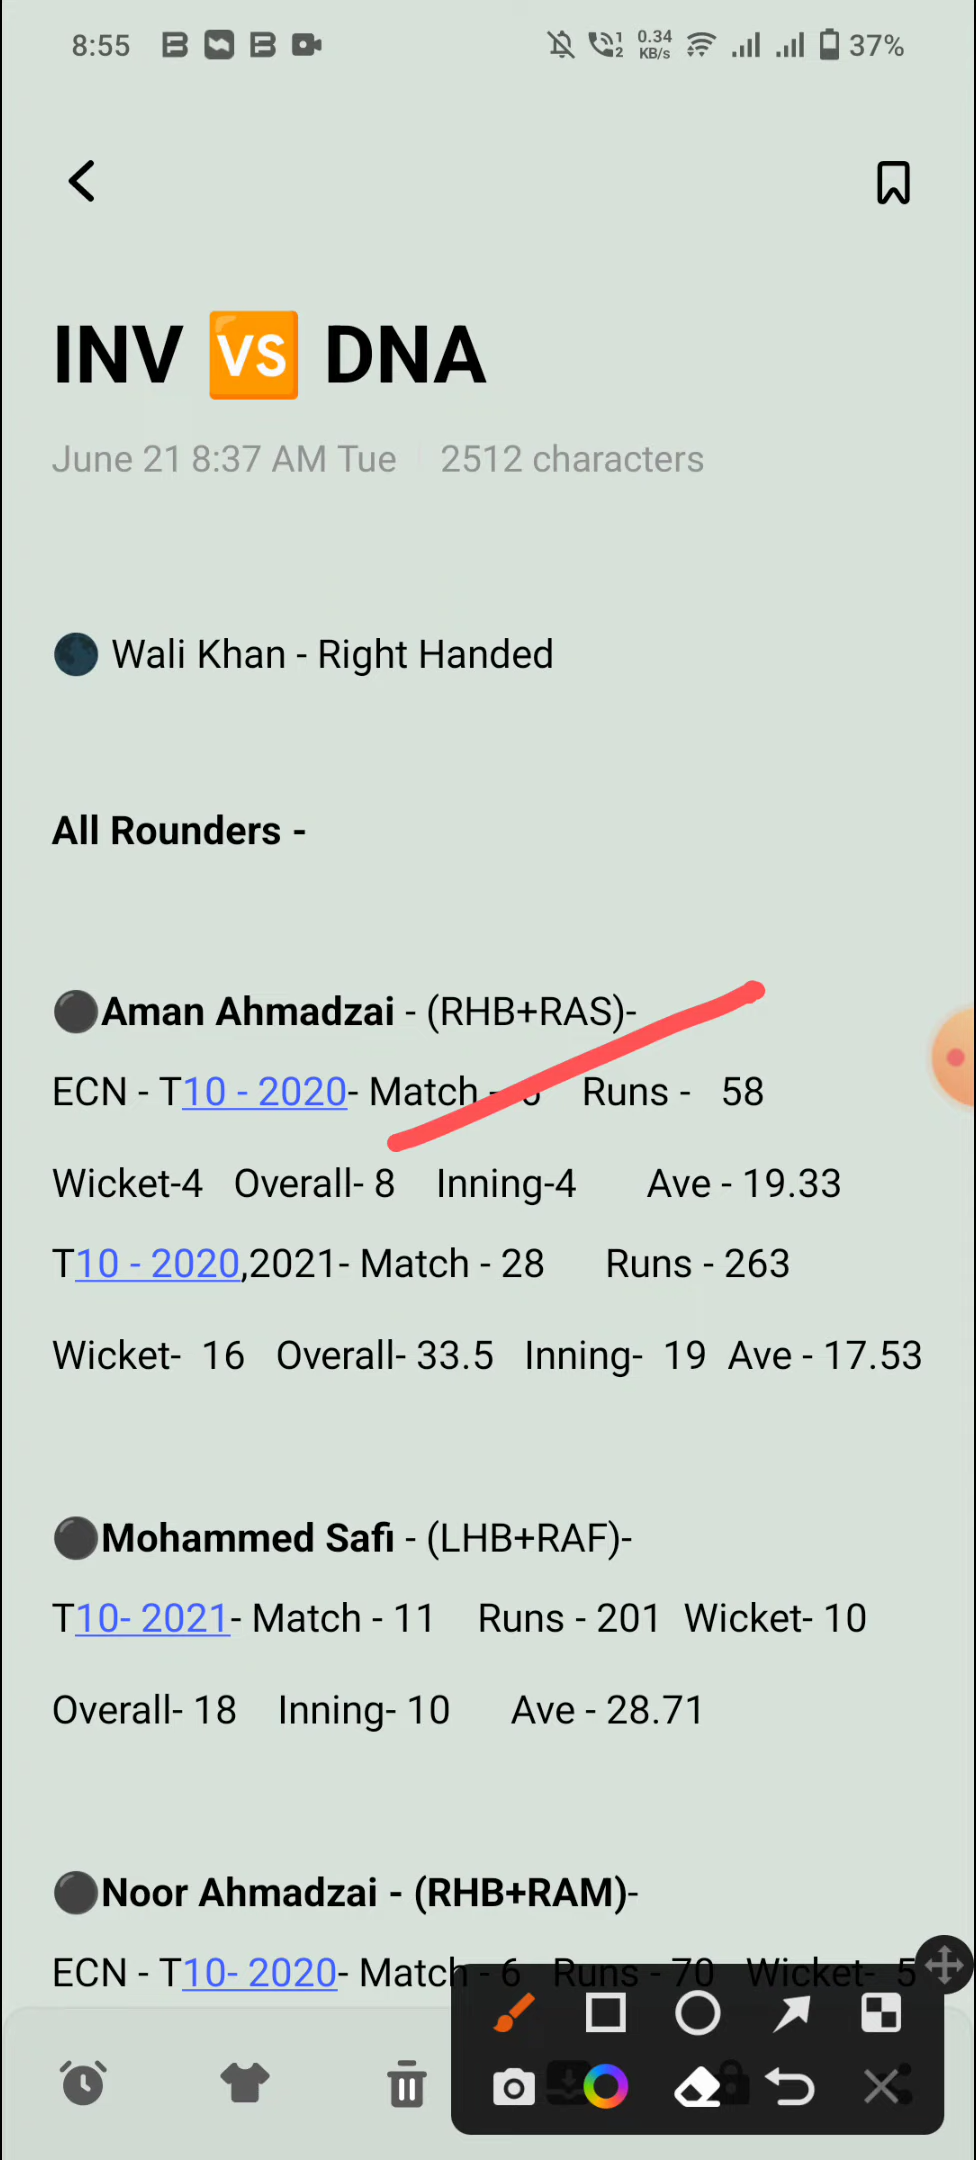 8:55 0.34 KB/s 37%
INV VS DNA
June 21 8:37 AM Tue 2512 characters
Wali Khan - Right Handed
All Rounders -
Aman Ahmadzai - (RHB+RAS)-
ECN - T10 - 2020- Match - Runs - 58
Wicket-4 Overall- 8 Inning-4 Ave - 19.33
T10 - 2020,2021- Match - 28 Runs - 263
Wicket- 16 Overall- 33.5 Inning- 19 Ave - 17.53
Mohammed Safi - (LHB+RAF)-
T10- 2021- Match - 11 Runs - 201 Wicket- 10
Overall- 18 Inning- 10 Ave - 28.71
Noor Ahmadzai - (RHB+RAM)-
ECN - T10- 2020- Match - 6 Runs - 70 Wicket- 5